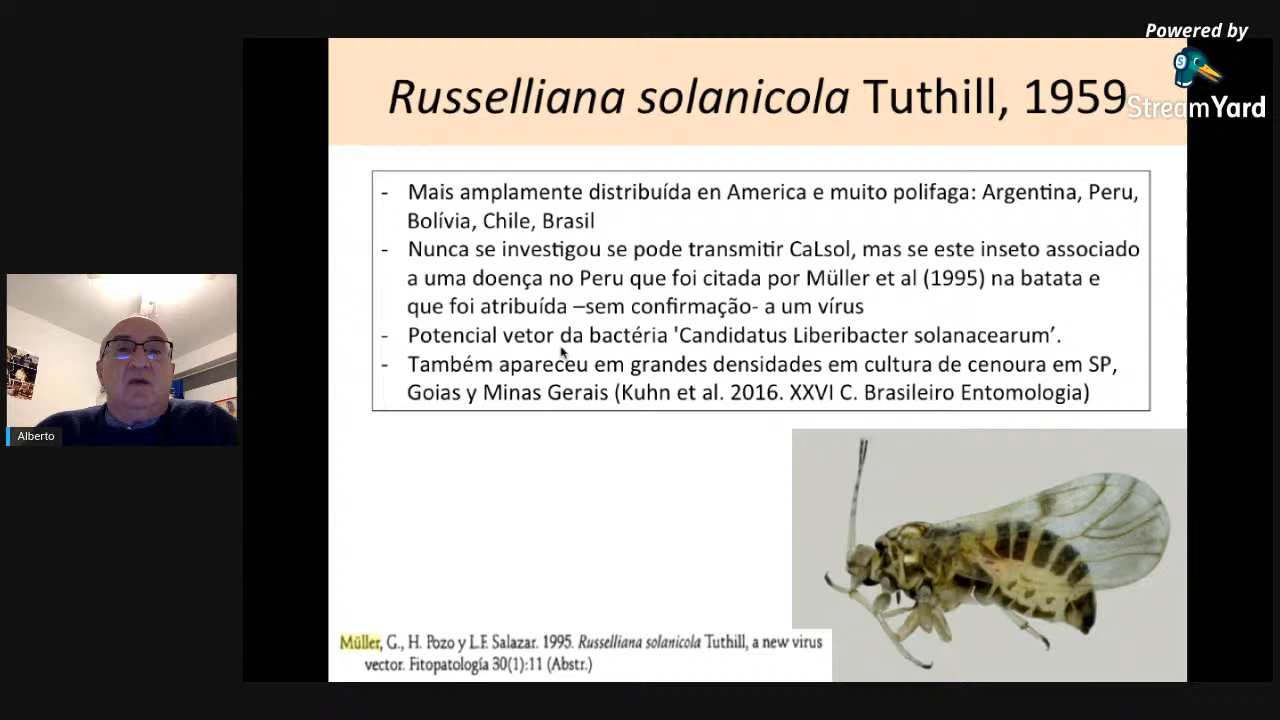 Powered by
StreamYard
Russelliana solanicola Tuthill, 1959
- Mais amplamente distribuída en America e muito polifaga: Argentina, Peru,
Bolívia, Chile, Brasil
- Nunca se investigou se pode transmitir CaLsol, mas se este inseto associado
a uma doença no Peru que foi citada por Müller et al (1995) na batata e
que foi atribuída –sem confirmação- a um vírus
- Potencial vetor da bactéria 'Candidatus Liberibacter solanacearum’.
- Também apareceu em grandes densidades em cultura de cenoura em SP,
Goias y Minas Gerais (Kuhn et al. 2016. XXVI C. Brasileiro Entomologia)
Alberto
Müller, G., H. Pozo y L.F. Salazar. 1995. Russelliana solanicola Tuthill, a new virus
vector. Fitopatología 30(1):11 (Abstr.)